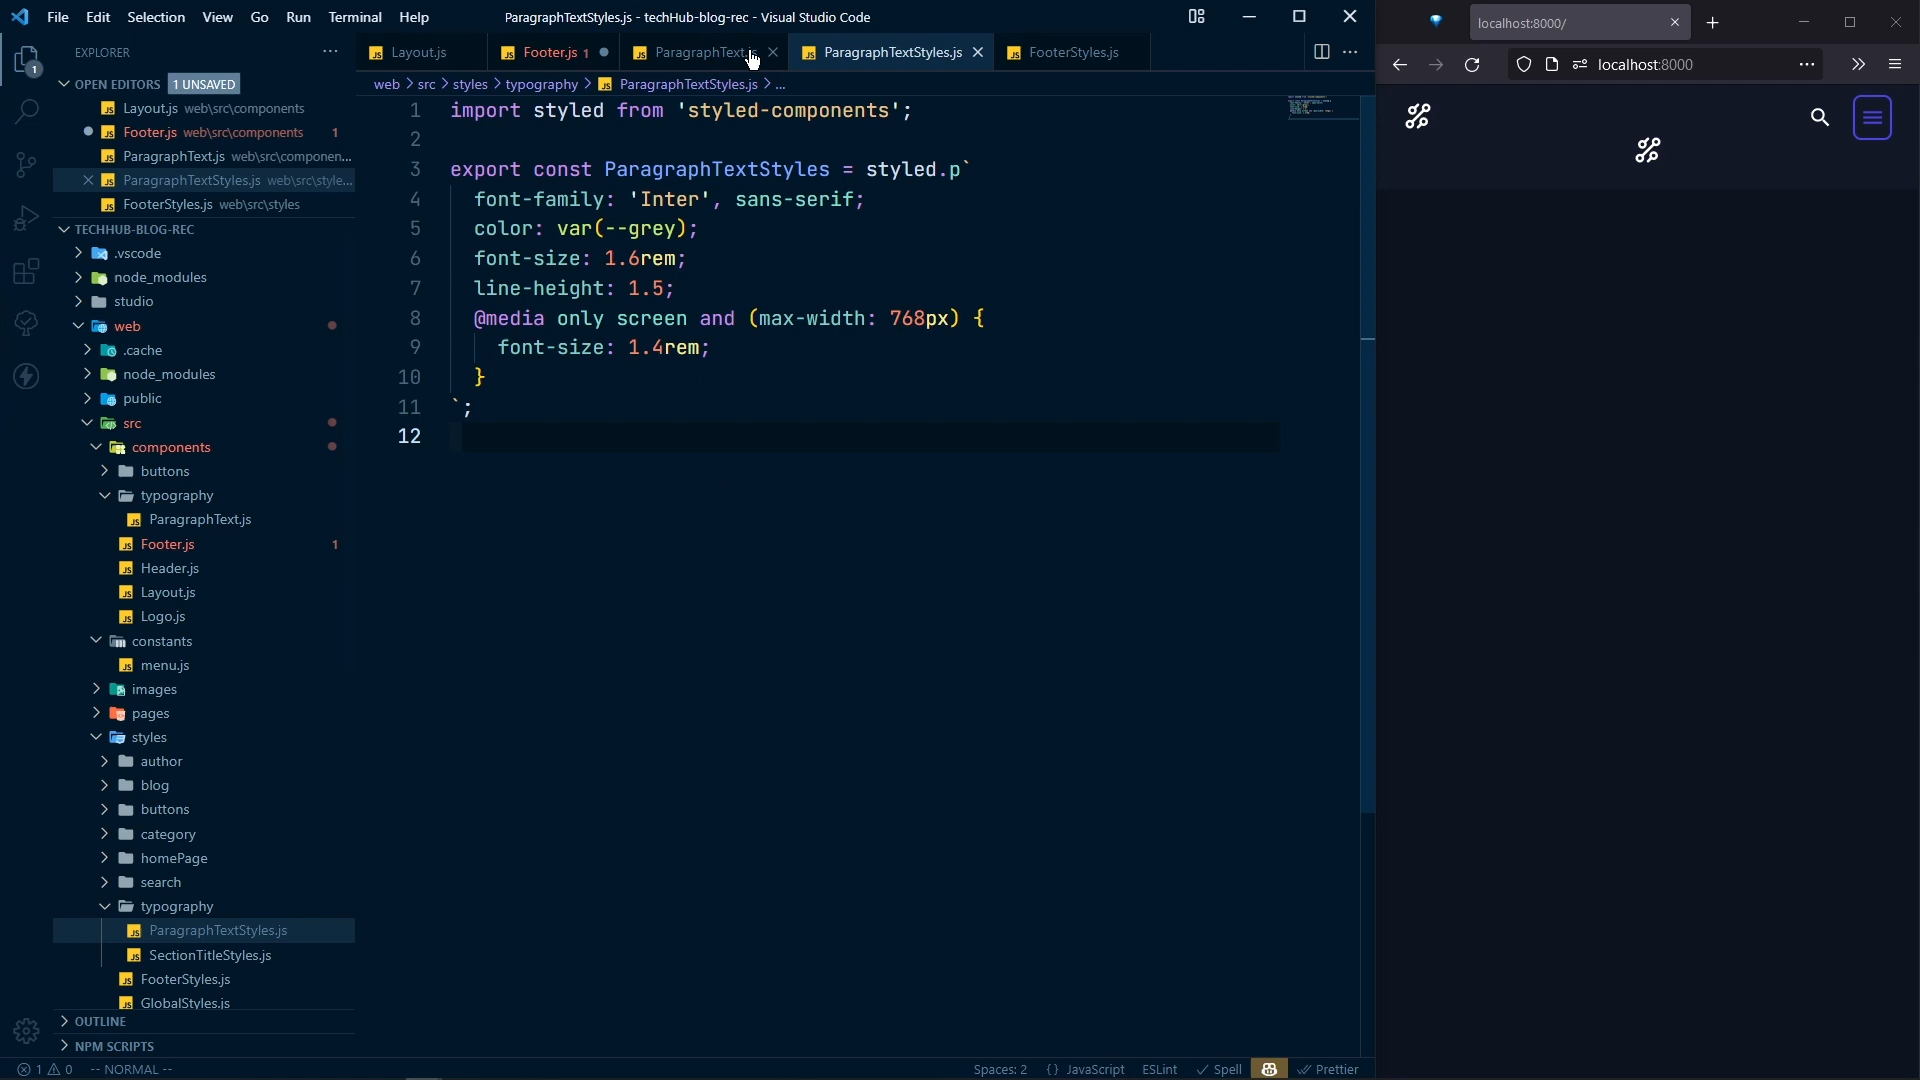 File Edit Selection View Go Run Terminal Help
ParagraphTextStyles.js - techHub-blog-rec - Visual Studio Code
EXPLORER
OPEN EDITORS 1 UNSAVED
Layout.js web\src\components
Footer.js web\src\components 1
ParagraphText.js web\src\componen...
ParagraphTextStyles.js web\src\style...
FooterStyles.js web\src\styles
TECHHUB-BLOG-REC
.vscode
node_modules
studio
web
.cache
node_modules
public
src
components
buttons
typography
ParagraphText.js
Footer.js 1
Header.js
Layout.js
Logo.js
constants
menu.js
images
pages
styles
author
blog
buttons
category
homePage
search
typography
ParagraphTextStyles.js
SectionTitleStyles.js
FooterStyles.js
GlobalStyles.js
OUTLINE
NPM SCRIPTS
Layout.js Footer.js 1 ParagraphText.js ParagraphTextStyles.js FooterStyles.js
web > src > styles > typography > ParagraphTextStyles.js > ...
1 import styled from 'styled-components';
2
3 export const ParagraphTextStyles = styled.p`
4 font-family: 'Inter', sans-serif;
5 color: var(--grey);
6 font-size: 1.6rem;
7 line-height: 1.5;
8 @media only screen and (max-width: 768px) {
9 font-size: 1.4rem;
10 }
11 `;
12
1 0 -- NORMAL --
Spaces: 2 {} JavaScript ESLint Spell Prettier
localhost:8000/
localhost:8000
1